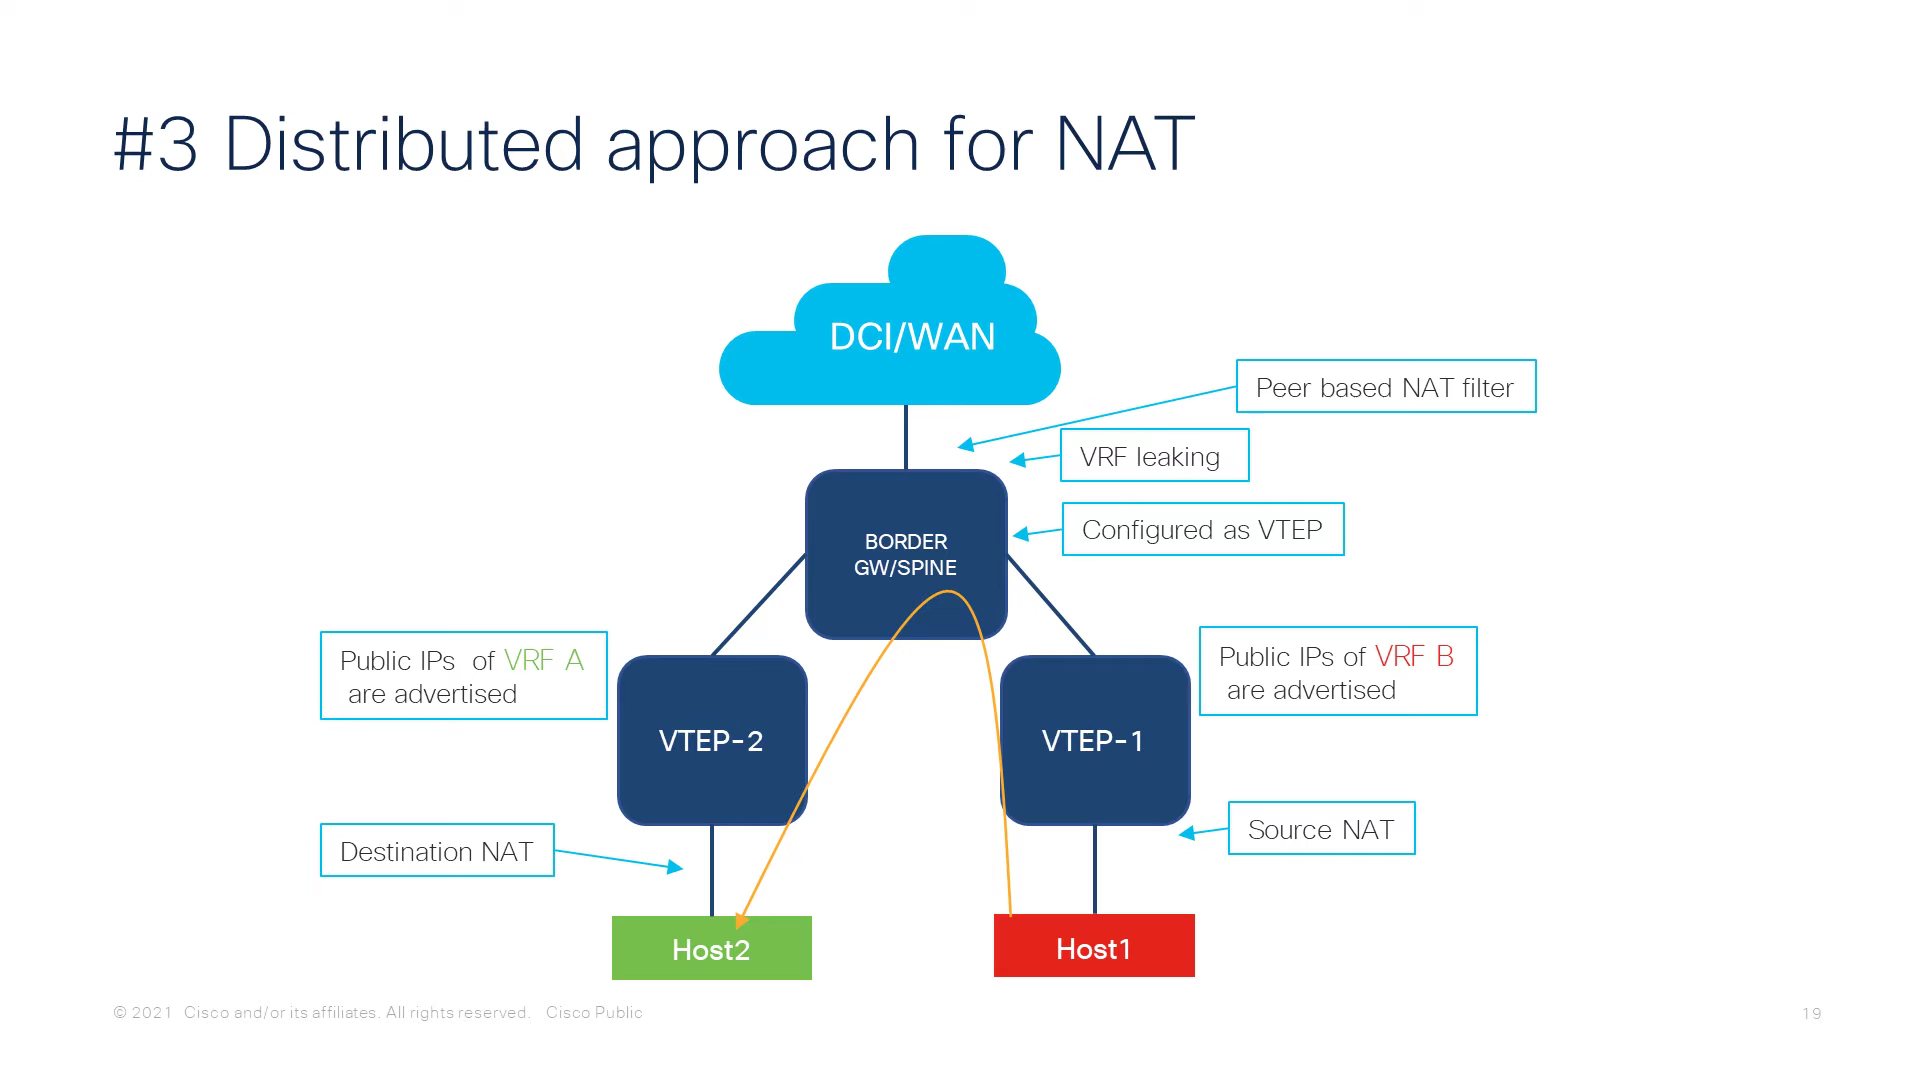 #3 Distributed approach for NAT
DCI/WAN
Peer based NAT filter
VRF leaking
Configured as VTEP
BORDER
GW/SPINE
Public IPs of VRF A
are advertised
Public IPs of VRF B
are advertised
VTEP-2
VTEP-1
Destination NAT
Source NAT
Host2
Host1
© 2021 Cisco and/or its affiliates. All rights reserved. Cisco Public
19